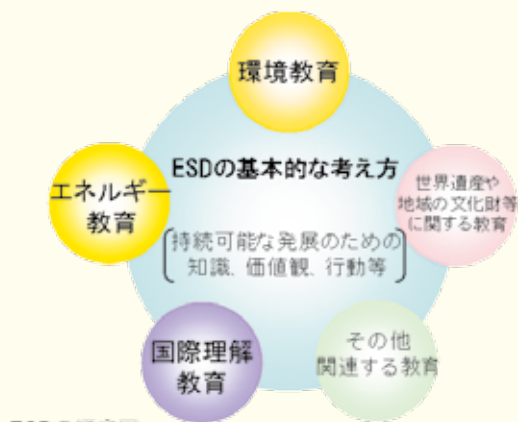 環境教育
ESDの基本的な考え方
エネルギー
教育
世界遺産や
地域の文化財等
に関する教育
持続可能な発展のための
知識、価値観、行動等
国際理解
教育
その他
関連する教育